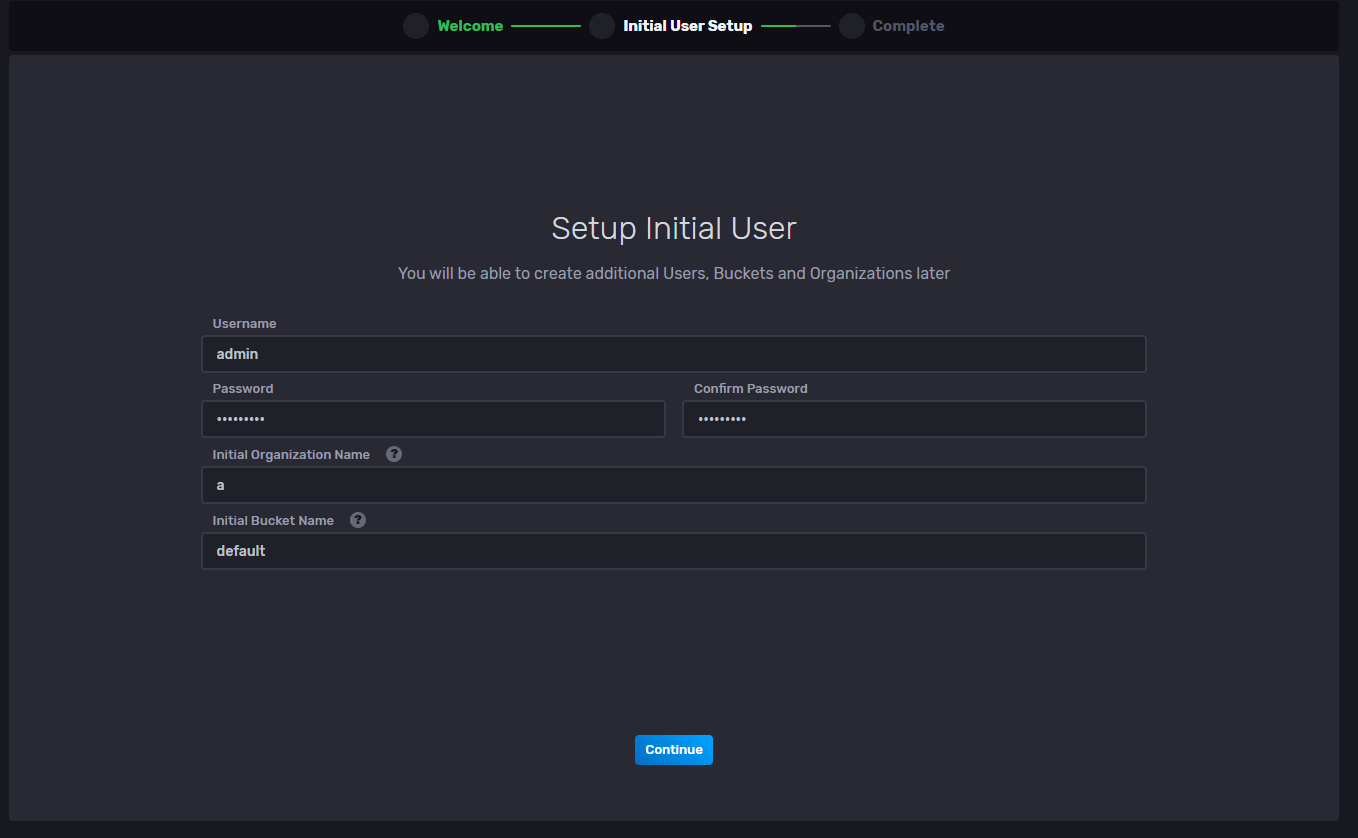 Welcome Initial User Setup Complete
Setup Initial User
You will be able to create additional Users, Buckets and Organizations later
Username
admin
Password Confirm Password
••••••••• •••••••••
Initial Organization Name ?
a
Initial Bucket Name ?
default
Continue